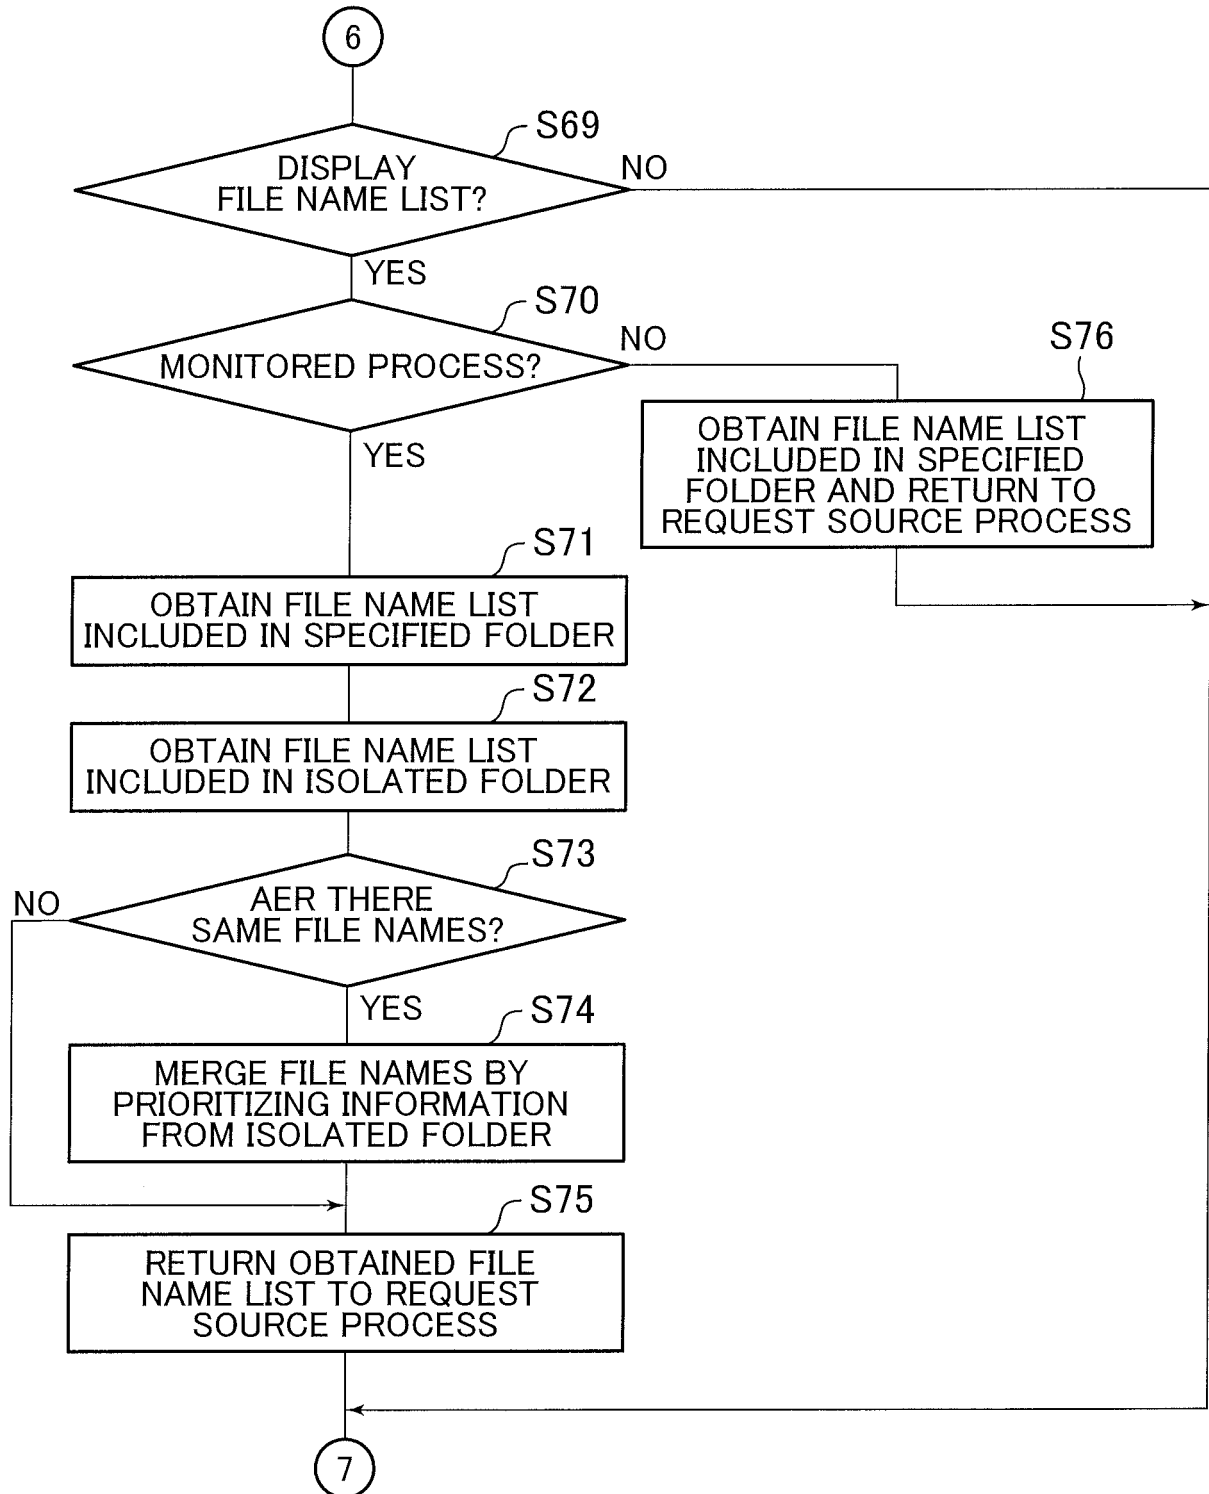 6
S69
DISPLAY
FILE NAME LIST?
NO
YES
S70
MONITORED PROCESS?
NO
YES
S76
OBTAIN FILE NAME LIST
INCLUDED IN SPECIFIED
FOLDER AND RETURN TO
REQUEST SOURCE PROCESS
S71
OBTAIN FILE NAME LIST
INCLUDED IN SPECIFIED FOLDER
S72
OBTAIN FILE NAME LIST
INCLUDED IN ISOLATED FOLDER
S73
AER THERE
SAME FILE NAMES?
NO
YES
S74
MERGE FILE NAMES BY
PRIORITIZING INFORMATION
FROM ISOLATED FOLDER
S75
RETURN OBTAINED FILE
NAME LIST TO REQUEST
SOURCE PROCESS
7